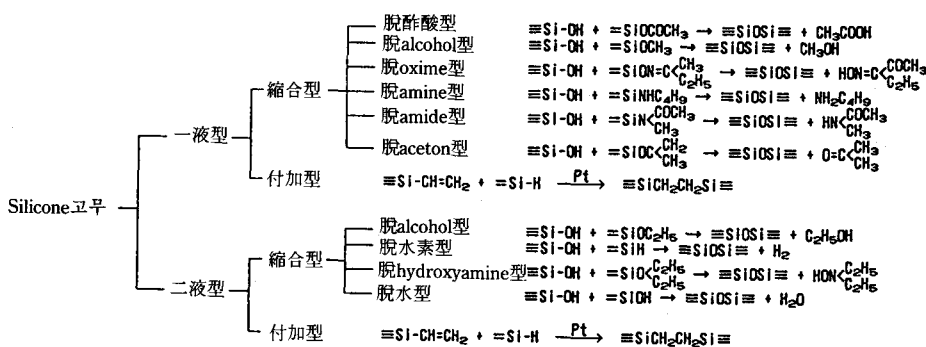 脫酢酸型 ≡Si-OH + =SiOCOCH₃ → ≡SiOSi≡ + CH₃COOH
脫alcohol型 ≡Si-OH + =SiOCH₃ → ≡SiOSi≡ + CH₃OH
脫oxime型 ≡Si-OH + =SiON=C<CH₃ C₂H₅ → ≡SiOSi≡ + HON=C<COCH₃ C₂H₅
縮合型 脫amine型 ≡Si-OH + =SiNHC₄H₉ → ≡SiOSi≡ + NH₂C₄H₉
脫amide型 ≡Si-OH + =SiN<COCH₃ CH₃ → ≡SiOSi≡ + HN<COCH₃ CH₃
一液型
脫aceton型 ≡Si-OH + =SiOC<CH₂ CH₃ → ≡SiOSi≡ + O=C<CH₃ CH₃
付加型 ≡Si-CH=CH₂ + =Si-H Pt → ≡SiCH₂CH₂Si≡
Silicone고무
脫alcohol型 ≡Si-OH + =SiOC₂H₅ → ≡SiOSi≡ + C₂H₅OH
脫水素型 ≡Si-OH + =SiH → ≡SiOSi≡ + H₂
縮合型
脫hydroxyamine型 ≡Si-OH + =SiO<C₂H₅ C₂H₅ → ≡SiOSi≡ + HON<C₂H₅ C₂H₅
二液型 脫水型 ≡Si-OH + =SiOH → ≡SiOSi≡ + H₂O
付加型 ≡Si-CH=CH₂ + =Si-H Pt → ≡SiCH₂CH₂Si≡